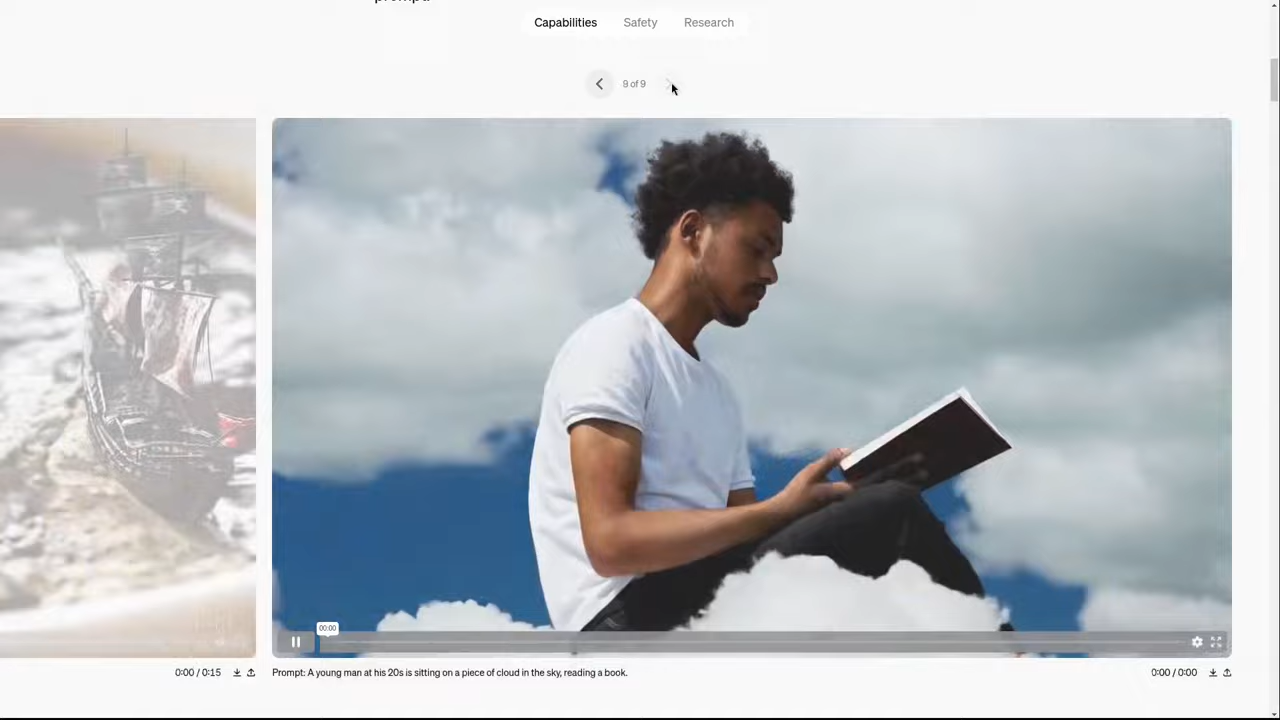 Capabilities Safety Research
9 of 9
00:00
0:00 / 0:15
Prompt: A young man at his 20s is sitting on a piece of cloud in the sky, reading a book.
0:00 / 0:00